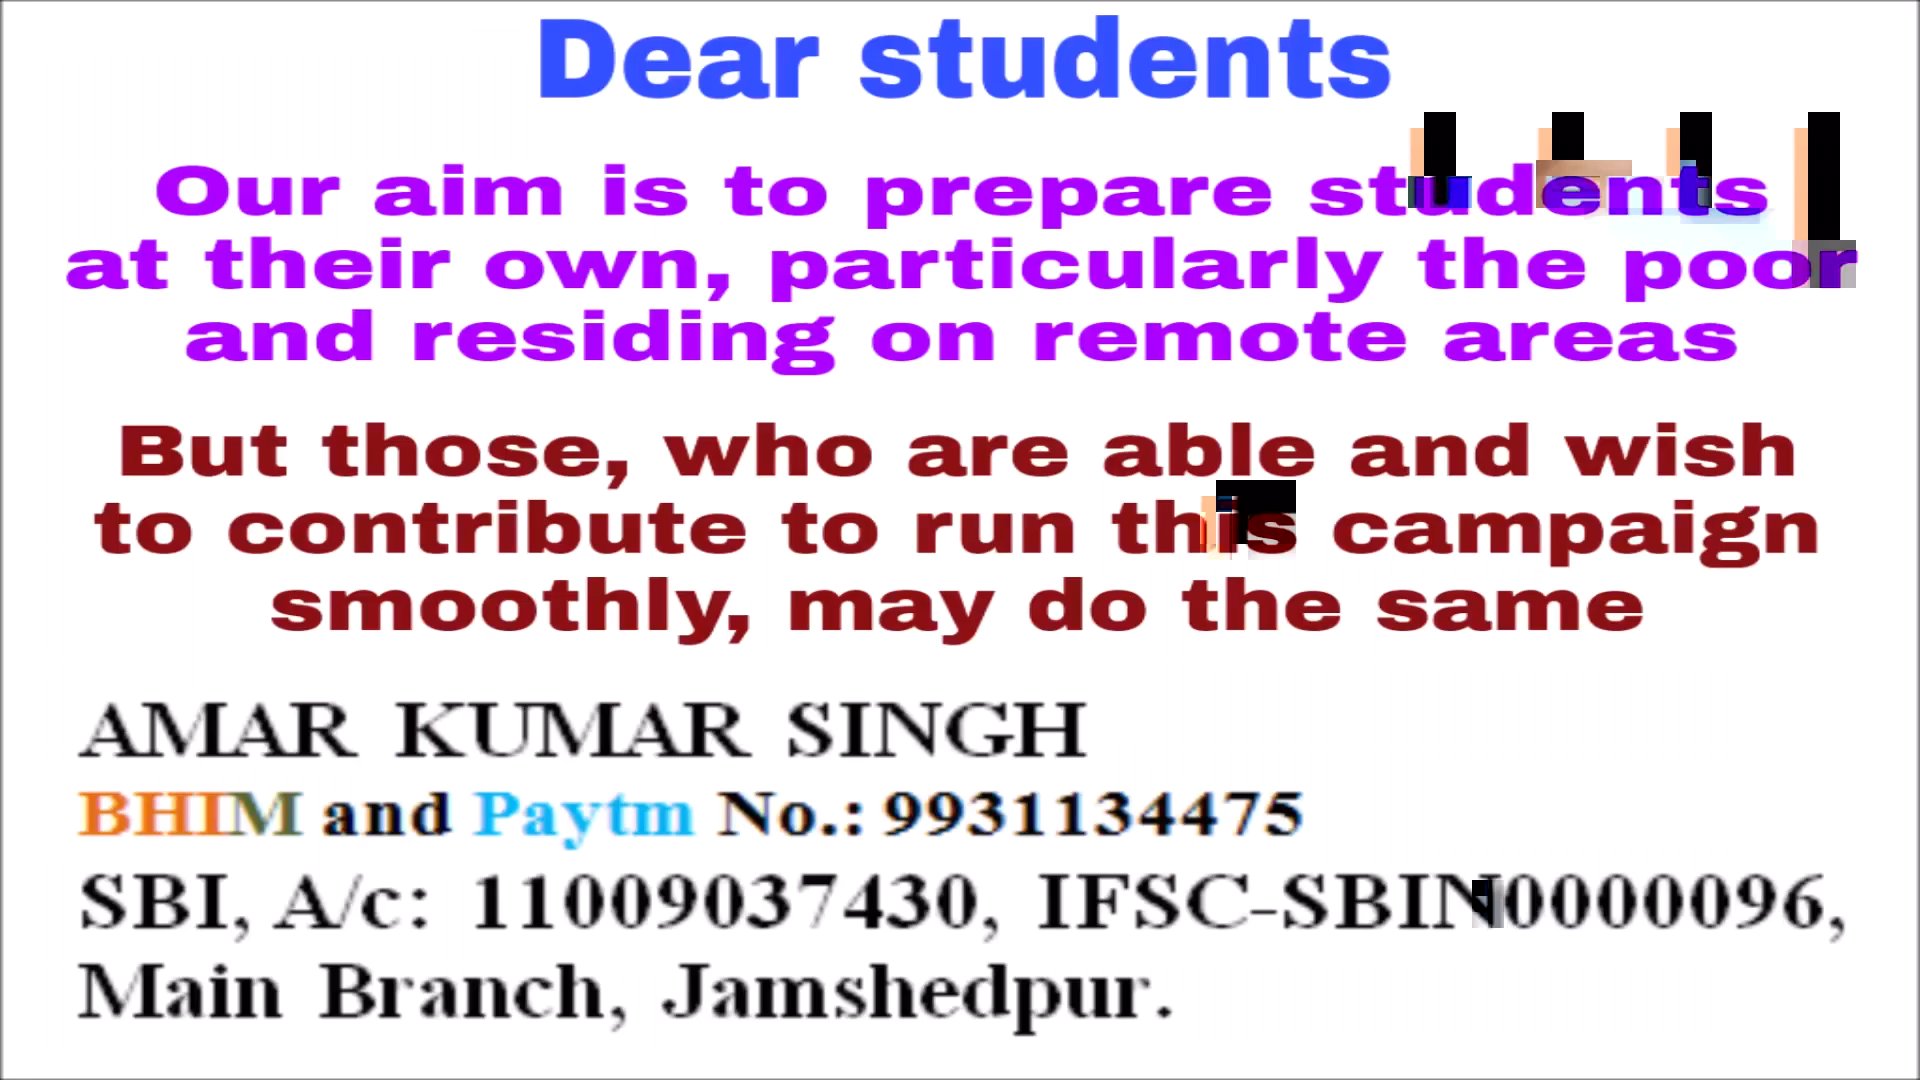 Dear students
Our aim is to prepare students
at their own, particularly the poor
and residing on remote areas
But those, who are able and wish
to contribute to run this campaign
smoothly, may do the same
AMAR KUMAR SINGH
BHIM and Paytm No.: 9931134475
SBI, A/c: 11009037430, IFSC-SBIN0000096,
Main Branch, Jamshedpur.